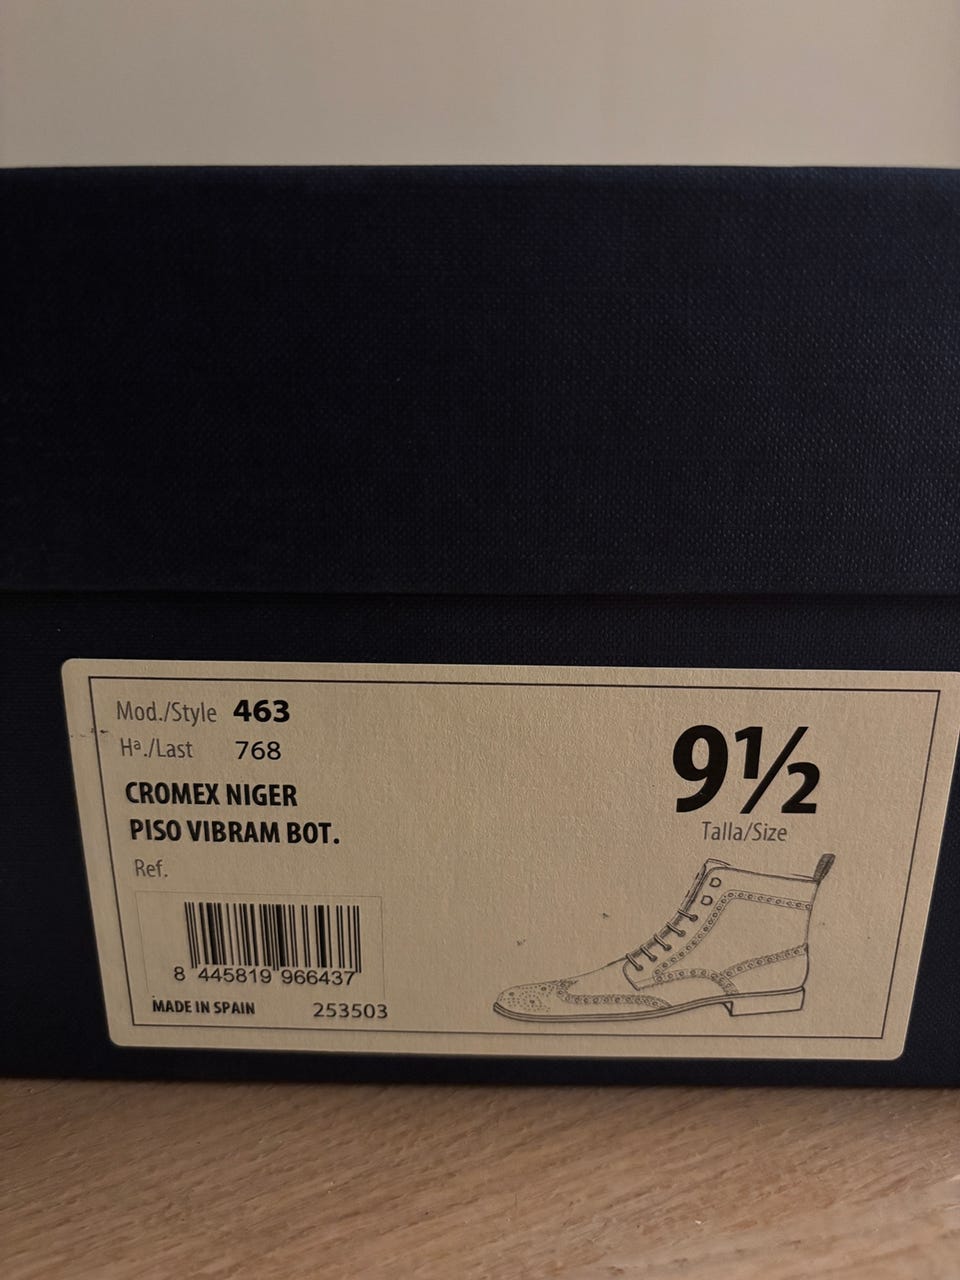 Mod./Style 463
Hª./Last 768
CROMEX NIGER
PISO VIBRAM BOT.
Ref.
8 445819 966437
MADE IN SPAIN 253503
9½
Talla/Size